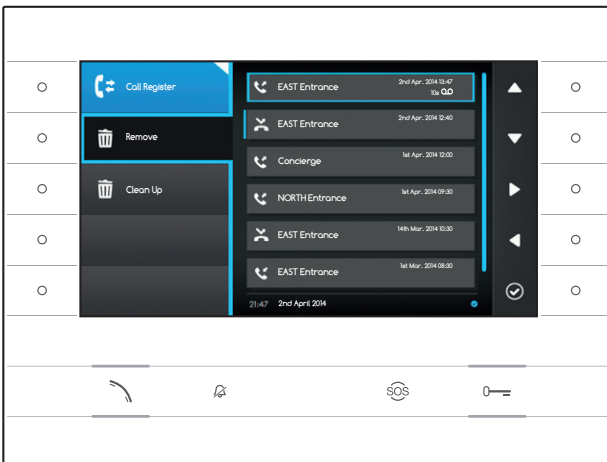 Call Register
Remove
Clean Up
EAST Entrance 2nd Apr. 2014 13:47
10s
EAST Entrance 2nd Apr. 2014 12:40
Concierge 1st Apr. 2014 12:00
NORTH Entrance 1st Apr. 2014 09:30
EAST Entrance 14th Mar. 2014 10:30
EAST Entrance 1st Mar. 2014 08:30
21:47 2nd April 2014
SOS